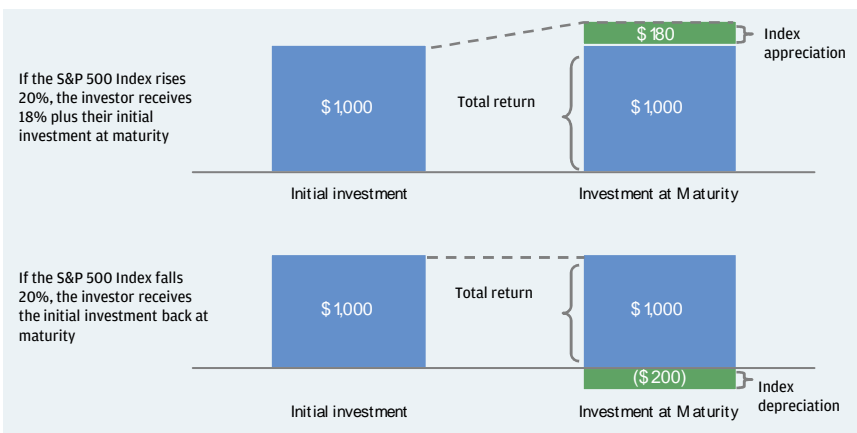 If the S&P 500 Index rises
20%, the investor receives
18% plus their initial
investment at maturity
$1,000
Initial investment
Total return
$180
$1,000
Investment at Maturity
Index
appreciation
If the S&P 500 Index falls
20%, the investor receives
the initial investment back at
maturity
$1,000
Initial investment
Total return
$1,000
($200)
Investment at Maturity
Index
depreciation